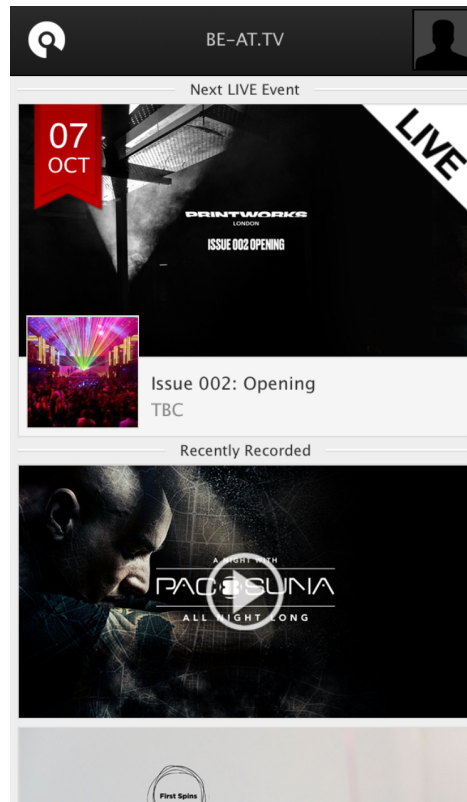 BE-AT.TV
Next LIVE Event
07
OCT
LIVE
PRINTWORKS
LONDON
ISSUE 002 OPENING
Issue 002: Opening
TBC
Recently Recorded
A NIGHT WITH
PACO OSUNA
ALL NIGHT LONG
First Spins